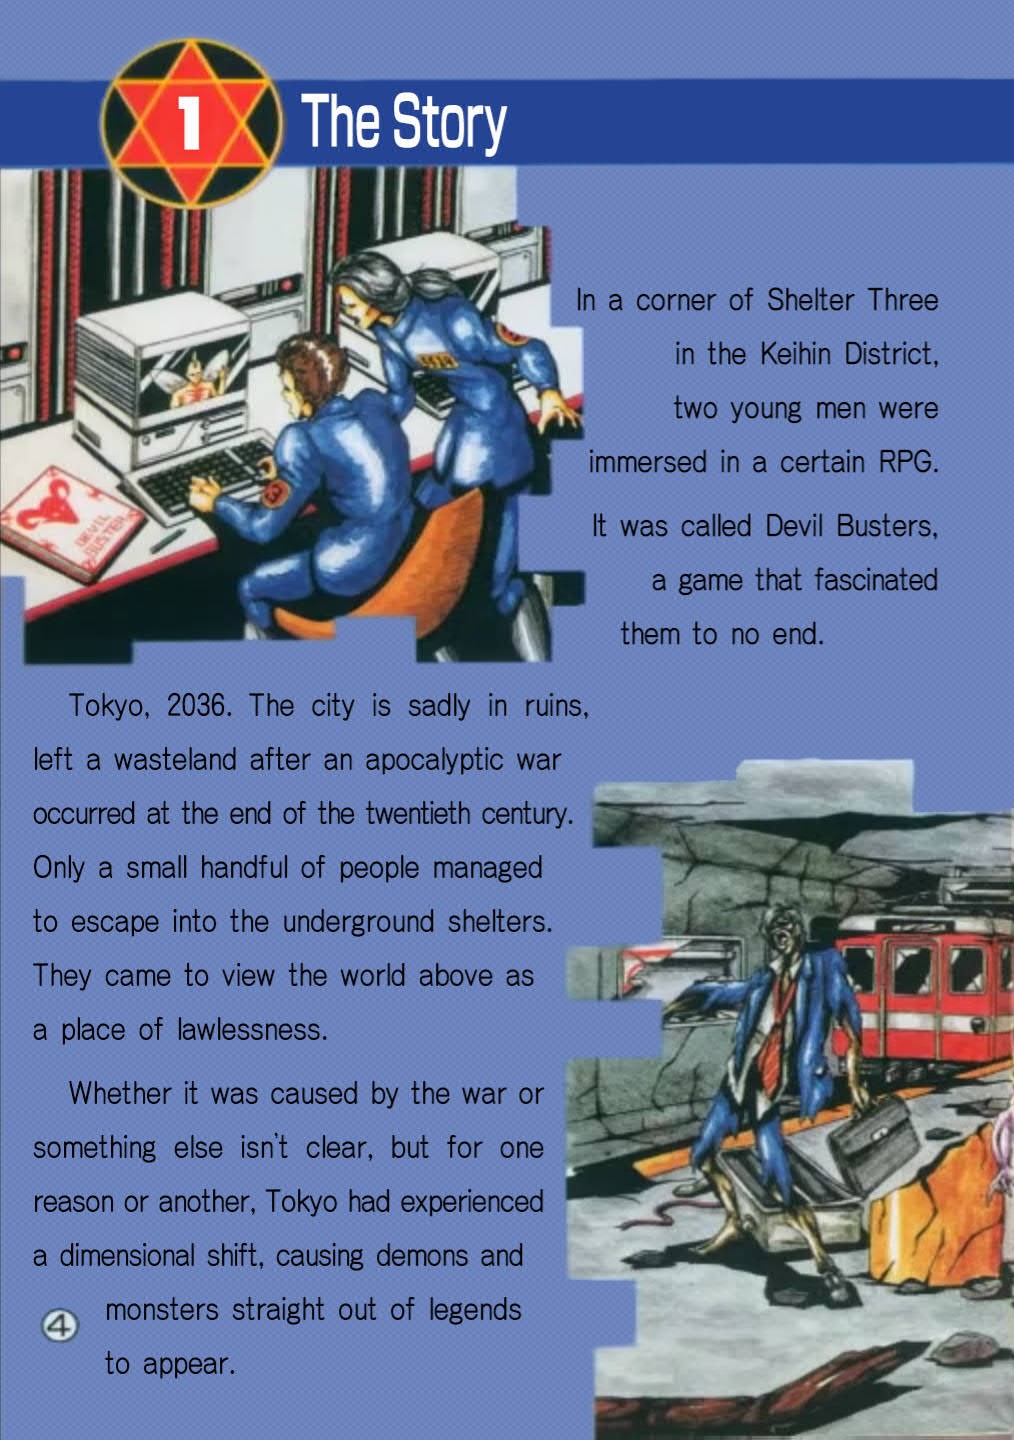 1
The Story
In a corner of Shelter Three
in the Keihin District,
two young men were
immersed in a certain RPG.
It was called Devil Busters,
a game that fascinated
them to no end.
DEVIL
BUSTER
3
Tokyo, 2036. The city is sadly in ruins,
left a wasteland after an apocalyptic war
occurred at the end of the twentieth century.
Only a small handful of people managed
to escape into the underground shelters.
They came to view the world above as
a place of lawlessness.
Whether it was caused by the war or
something else isn't clear, but for one
reason or another, Tokyo had experienced
a dimensional shift, causing demons and
monsters straight out of legends
to appear.
4